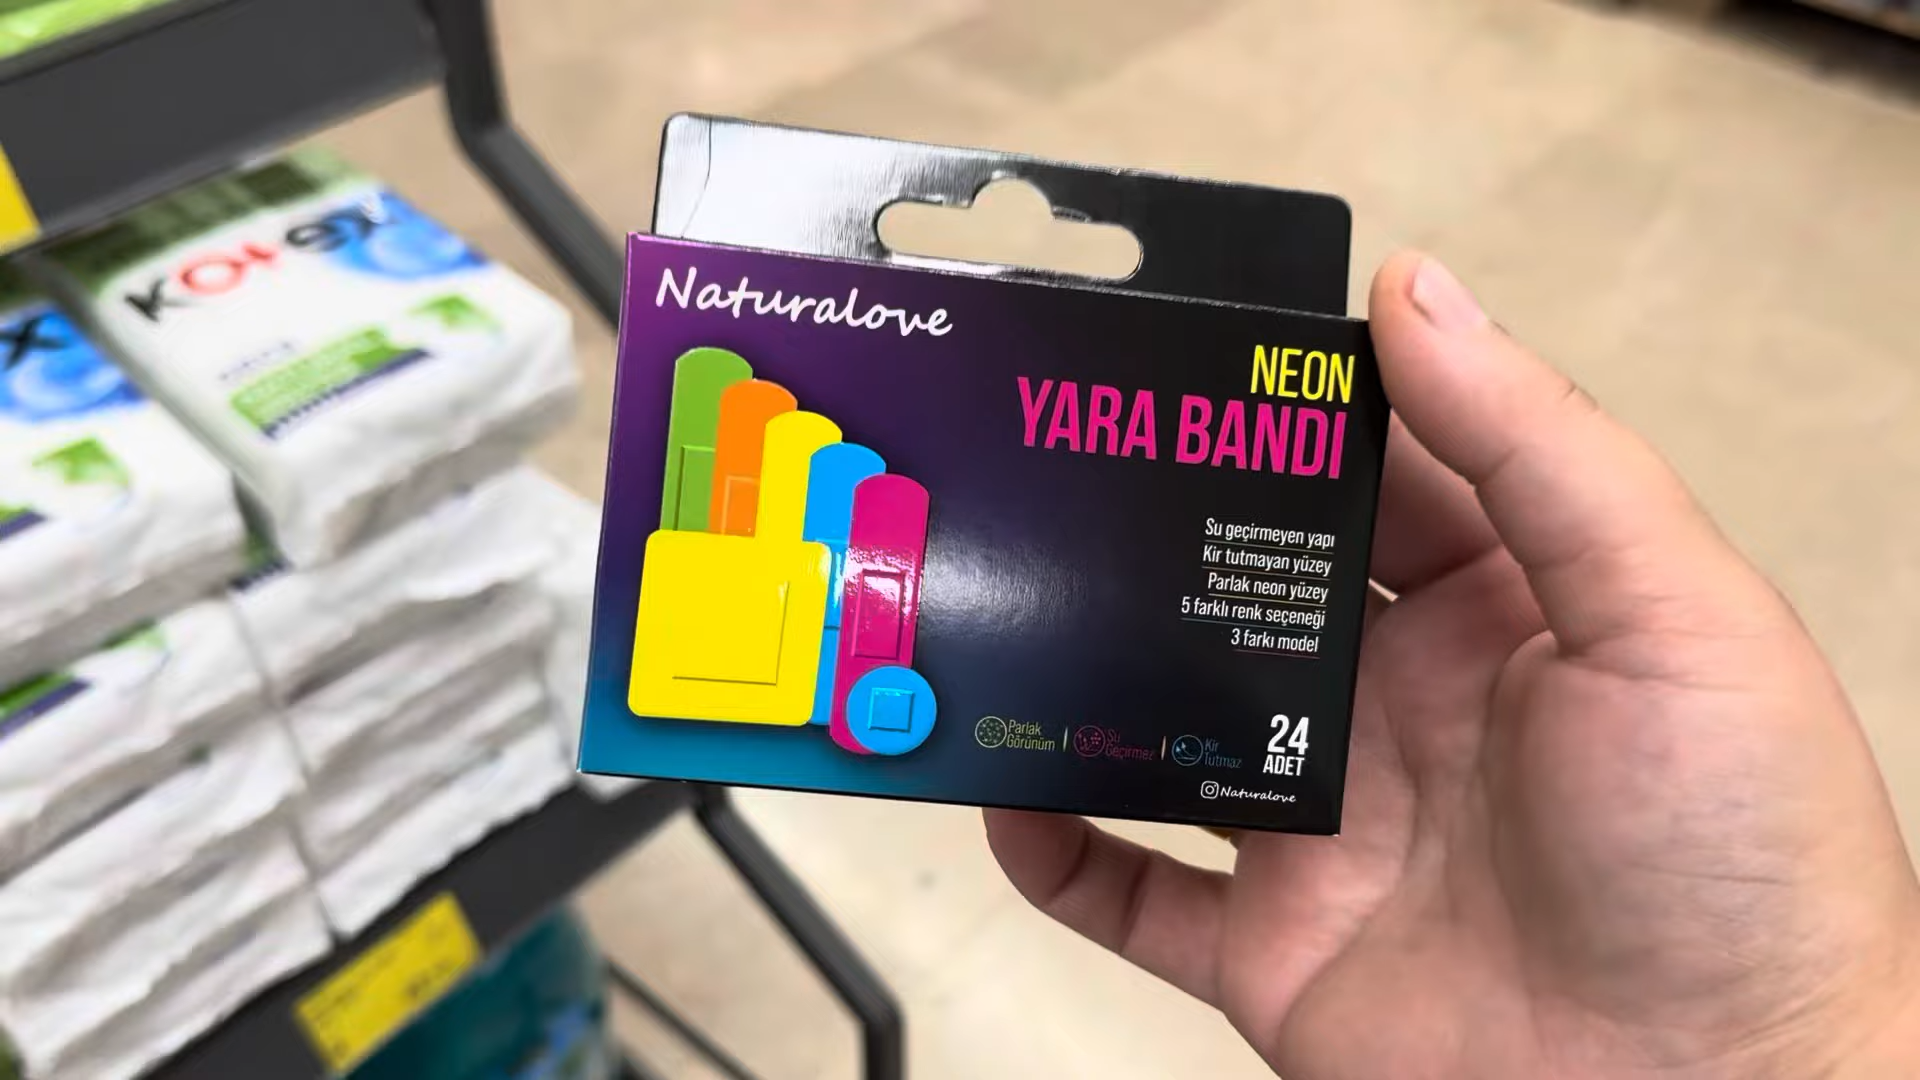 Kotex
Naturalove
NEON
YARA BANDI
Su geçirmeyen yapı
Kir tutmayan yüzey
Parlak neon yüzey
5 farklı renk seçeneği
3 farkı model
Parlak
Görünüm
Su
Geçirmez
Kir
Tutmaz
24
ADET
Naturalove